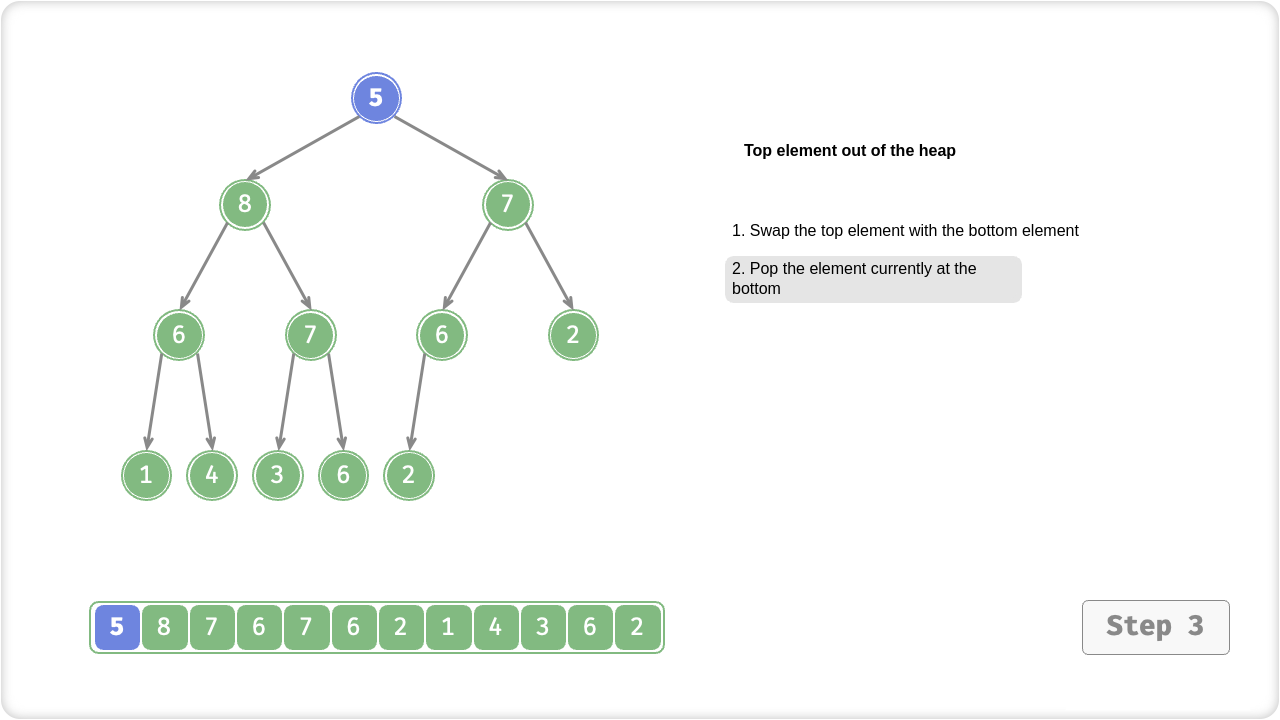 5
Top element out of the heap
8 7
1. Swap the top element with the bottom element
2. Pop the element currently at the
bottom
6 7 6 2
1 4 3 6 2
5 8 7 6 7 6 2 1 4 3 6 2
Step 3